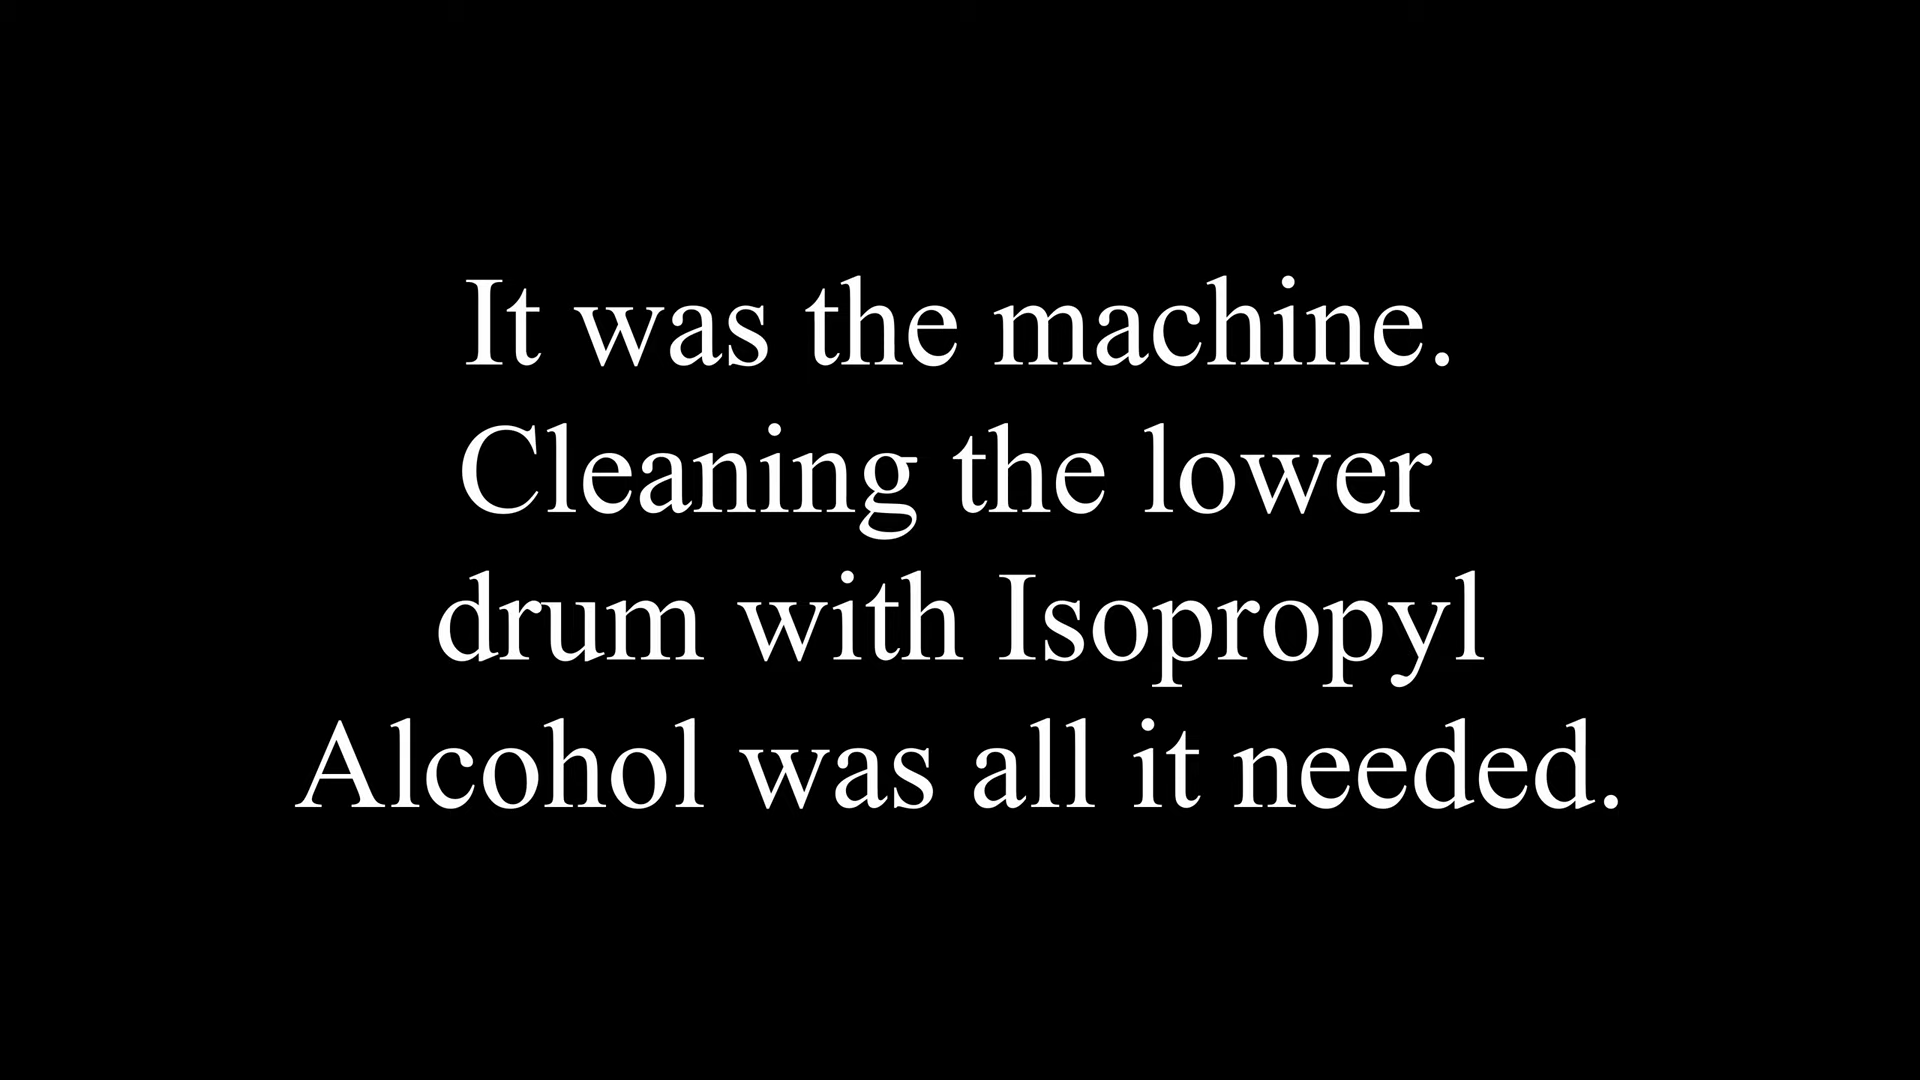 It was the machine.
Cleaning the lower
drum with Isopropyl
Alcohol was all it needed.